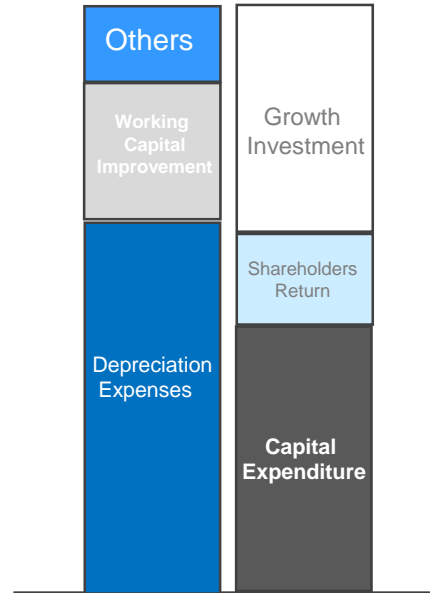 Others
Working
Capital
Improvement
Depreciation
Expenses
Growth
Investment
Shareholders
Return
Capital
Expenditure